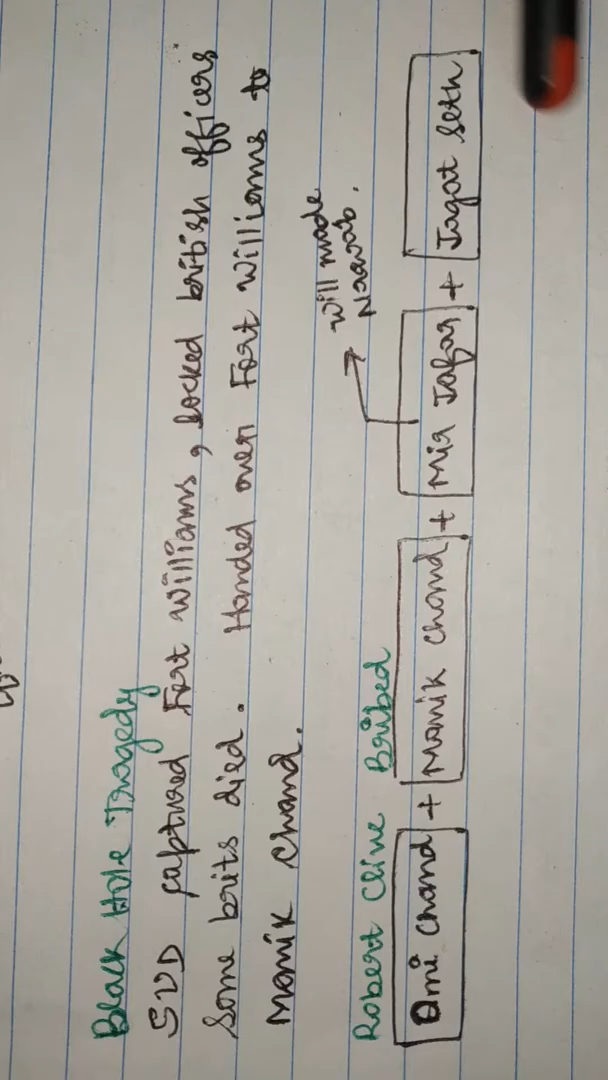 Black Hole Tragedy
SUD captured Fort Williams, locked british officers
Some brits died. Handed over Fort Williams to
Manik Chand.
will made
Nawab.
Robert Clive Bribed
Omi Chand + Manik Chand + Mir Jafar + Jagat Seth